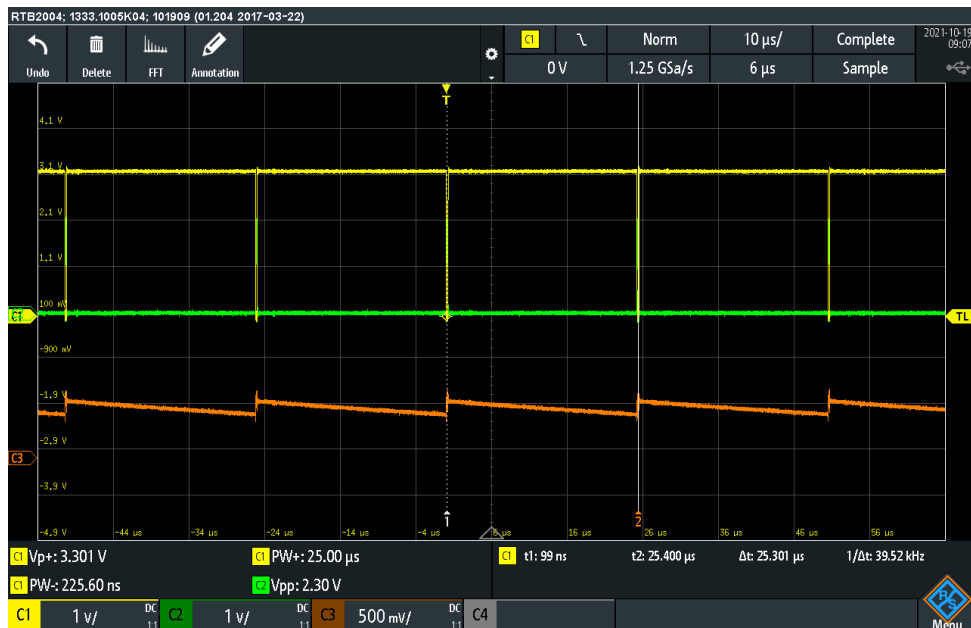 RTB2004; 1333.1005K04; 101909 (01.204 2017-03-22)
Undo
Delete
FFT
Annotation
C1
Norm
10 µs/
Complete
0 V
1.25 GSa/s
6 µs
Sample
2021-10-19
09:07
T
4.1 V
3.1 V
2.1 V
1.1 V
100 mV
C1
TL
-900 mV
-1.9 V
-2.9 V
C3
-3.9 V
-4.9 V
-44 µs
-34 µs
-24 µs
-14 µs
-4 µs
6 µs
16 µs
26 µs
36 µs
46 µs
56 µs
1
2
C1 Vp+: 3.301 V
C1 PW+: 25.00 µs
C1 t1: 99 ns
t2: 25.400 µs
Δt: 25.301 µs
1/Δt: 39.52 kHz
C1 PW-: 225.60 ns
C2 Vpp: 2.30 V
C1 1 V/ DC 1:1
C2 1 V/ DC 1:1
C3 500 mV/ DC 1:1
C4
R&S
Menu